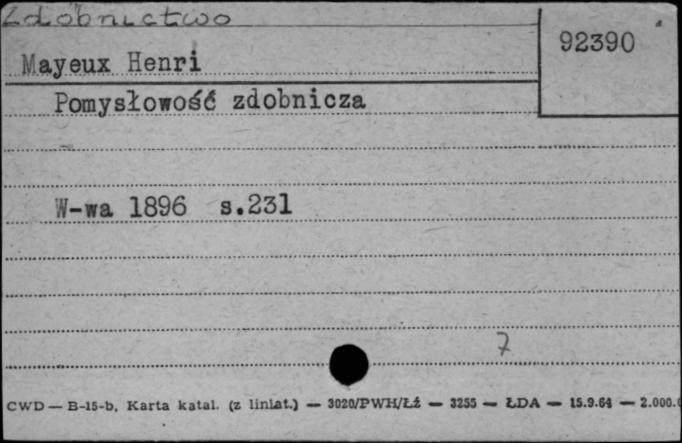 Zdobnictwo
92390
Mayeux Henri
Pomysłowość zdobnicza
W-wa 1896 s.231
7
CWD — B-15-b, Karta katal. (z liniat.) — 3020/PWH/Łź — 3255 — ŁDA — 15.9.64 — 2.000.0